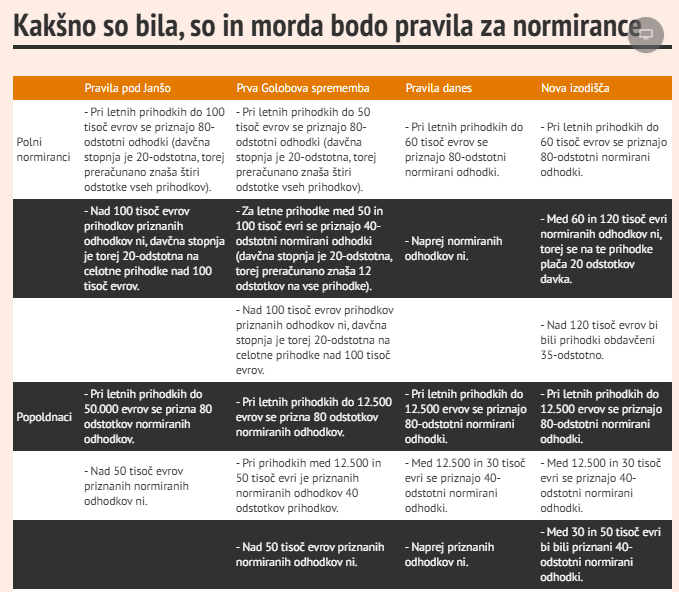 Kakšno so bila, so in morda bodo pravila za normirance
Pravila pod Janšo
Prva Golobova sprememba
Pravila danes
Nova izodišča
Polni
normiranci
- Pri letnih prihodkih do 100
tisoč evrov se priznajo 80-
odstotni odhodki (davčna
stopnja je 20-odstotna, torej
preračunano znaša štiri
odstotke vseh prihodkov).
- Pri letnih prihodkih do 50
tisoč evrov se priznajo 80-
odstotni odhodki (davčna
stopnja je 20-odstotna, torej
preračunano znaša štiri
odstotke vseh prihodkov).
- Pri letnih prihodkih do
60 tisoč evrov se
priznajo 80-odstotni
normirani odhodki.
- Pri letnih prihodkih do
60 tisoč evrov se priznajo
80-odstotni normirani
odhodki.
- Nad 100 tisoč evrov
prihodkov priznanih
odhodkov ni, davčna stopnja
je torej 20-odstotna na
celotne prihodke nad 100
tisoč evrov.
- Za letne prihodke med 50 in
100 tisoč evri se priznajo 40-
odstotni normirani odhodki
(davčna stopnja je 20-odstotna,
torej preračunano znaša 12
odstotkov na vse prihodke).
- Naprej normiranih
odhodkov ni.
- Med 60 in 120 tisoč evri
normiranih odhodkov ni,
torej se na te prihodke
plača 20 odstotkov
davka.
- Nad 100 tisoč evrov prihodkov
priznanih odhodkov ni, davčna
stopnja je torej 20-odstotna na
celotne prihodke nad 100 tisoč
evrov.
- Nad 120 tisoč evrov bi
bili prihodki obdavčeni
35-odstotno.
Popoldnaci
- Pri letnih prihodkih do
50.000 evrov se prizna 80
odstotkov normiranih
odhodkov.
- Pri letnih prihodkih do 12.500
evrov se prizna 80 odstotkov
normiranih odhodkov.
- Pri letnih prihodkih do
12.500 ervov se priznajo
80-odstotni normirani
odhodki.
- Pri letnih prihodkih do
12.500 ervov se priznajo
80-odstotni normirani
odhodki.
- Nad 50 tisoč evrov
priznanih normiranih
odhodkov ni.
- Pri prihodkih med 12.500 in
50 tisoč evri je priznanih
normiranih odhodkov 40
odstotkov prihodkov.
- Med 12.500 in 30 tisoč
evri se priznajo 40-
odstotni normirani
odhodki.
- Med 12.500 in 30 tisoč
evri se priznajo 40-
odstotni normirani
odhodki.
- Nad 50 tisoč evrov priznanih
normiranih odhodkov ni.
- Naprej priznanih
odhodkov ni.
- Med 30 in 50 tisoč evri
bi bili priznani 40-
odstotni normirani
odhodki.